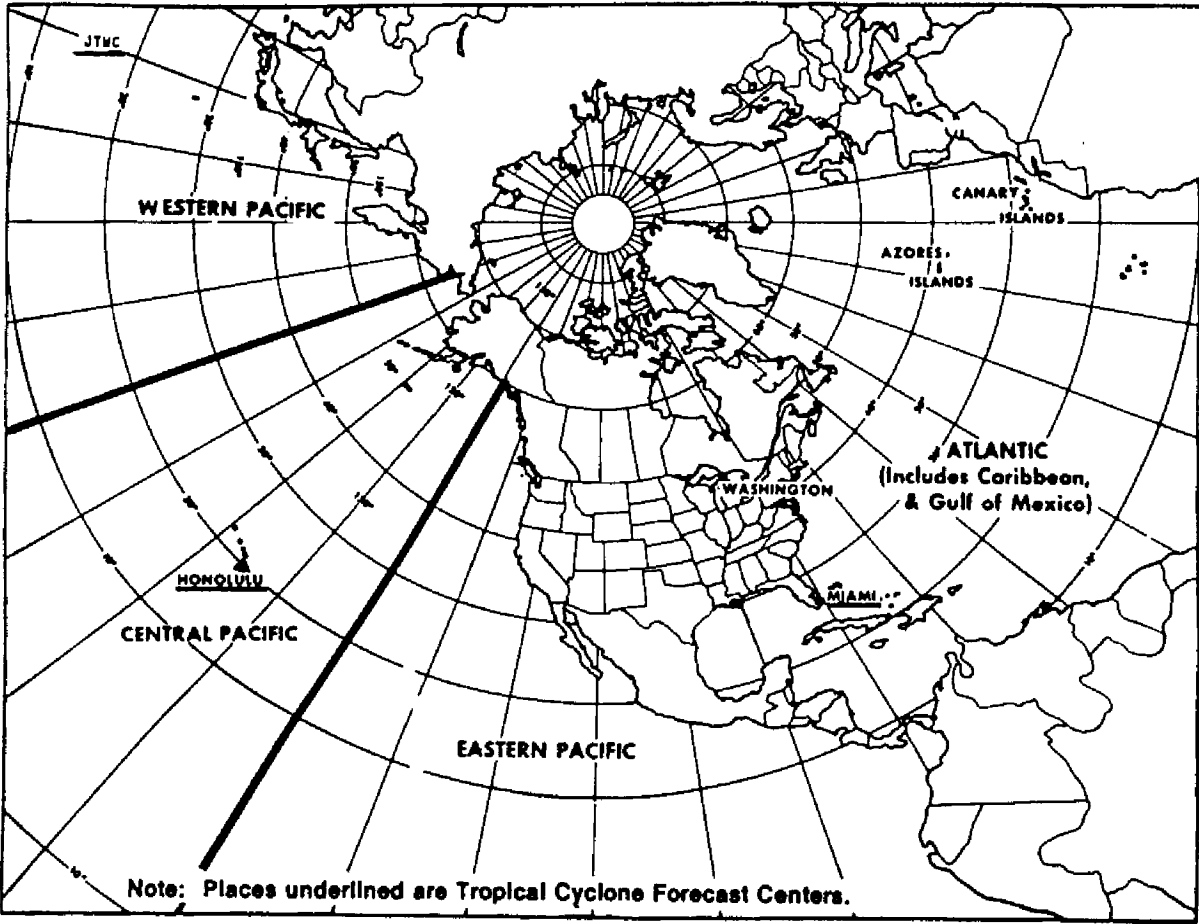 JTWC
WESTERN PACIFIC
CANARY
ISLANDS
AZORES
ISLANDS
ATLANTIC
(Includes Caribbean,
& Gulf of Mexico)
WASHINGTON
HONOLULU
MIAMI
CENTRAL PACIFIC
EASTERN PACIFIC
Note: Places underlined are Tropical Cyclone Forecast Centers.